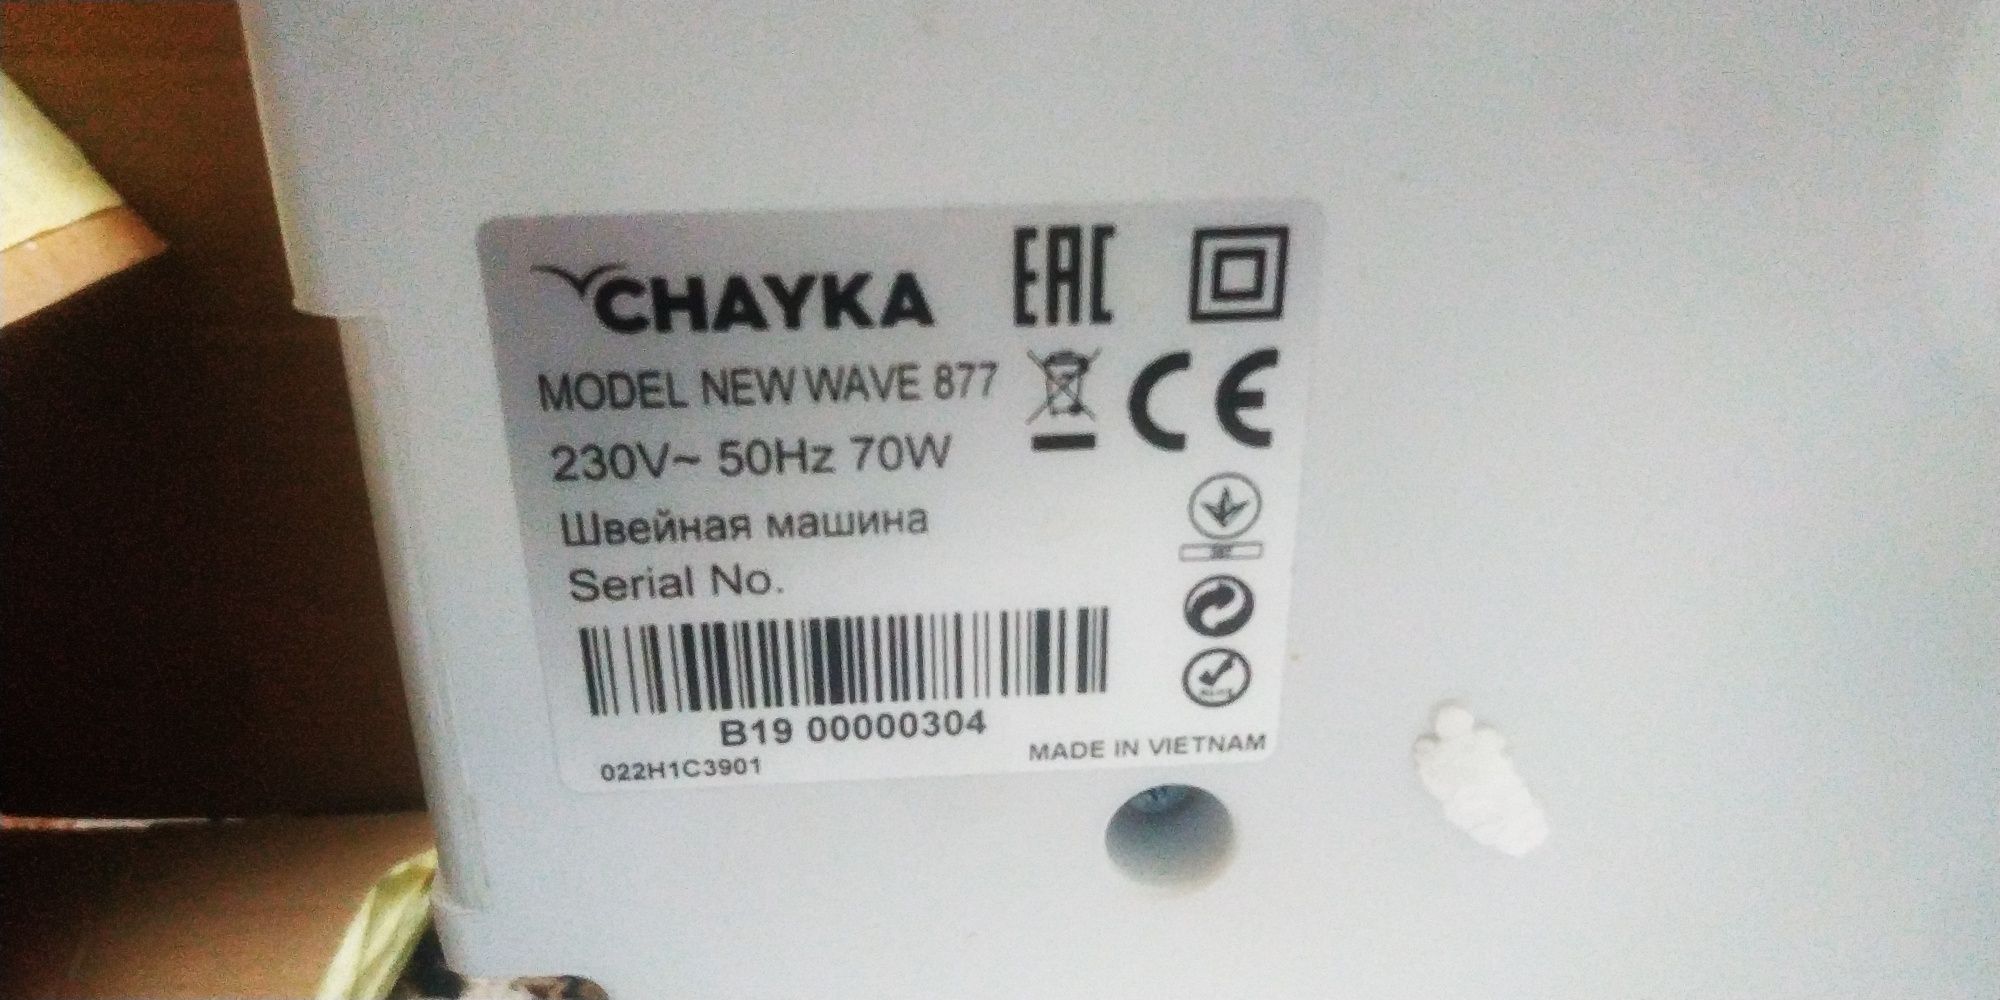 CHAYKA EAC
MODEL NEW WAVE 877 CE
230V~ 50Hz 70W
Швейная машина
Serial No.
B19 00000304
022H1C3901 MADE IN VIETNAM